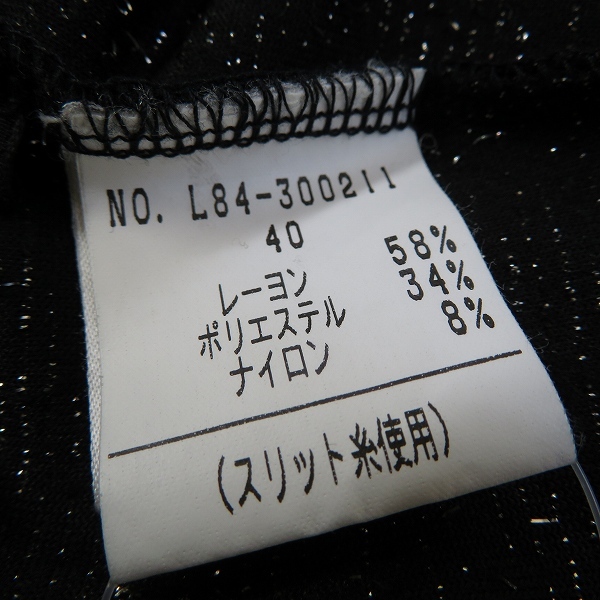 NO. L84-300211
40
レーヨン 58%
ポリエステル 34%
ナイロン 8%
(スリット糸使用)